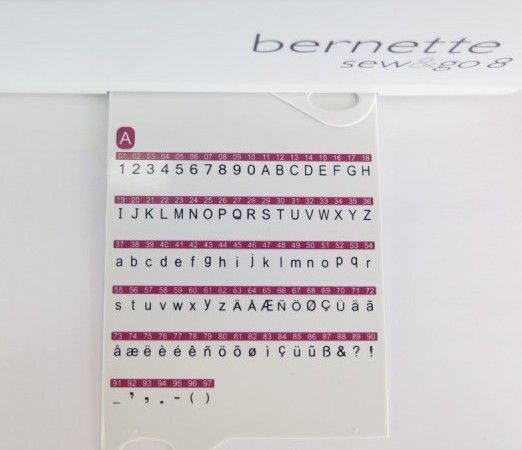 bernette
sew&go 8
A
01 02 03 04 05 06 07 08 09 10 11 12 13 14 15 16 17 18
1 2 3 4 5 6 7 8 9 0 A B C D E F G H
19 20 21 22 23 24 25 26 27 28 29 30 31 32 33 34 35 36
I J K L M N O P Q R S T U V W X Y Z
37 38 39 40 41 42 43 44 45 46 47 48 49 50 51 52 53 54
a b c d e f g h i j k l m n o p q r
55 56 57 58 59 60 61 62 63 64 65 66 67 68 69 70 71 72
s t u v w x y z Ä Å Æ Ñ Ö Ø Ç Ü ä ã
73 74 75 76 77 78 79 80 81 82 83 84 85 86 87 88 89 90
å æ ë è é ê ñ ö õ ø i ç ü ũ ß & ? !
91 92 93 94 95 96 97
_ ' , . - ( )